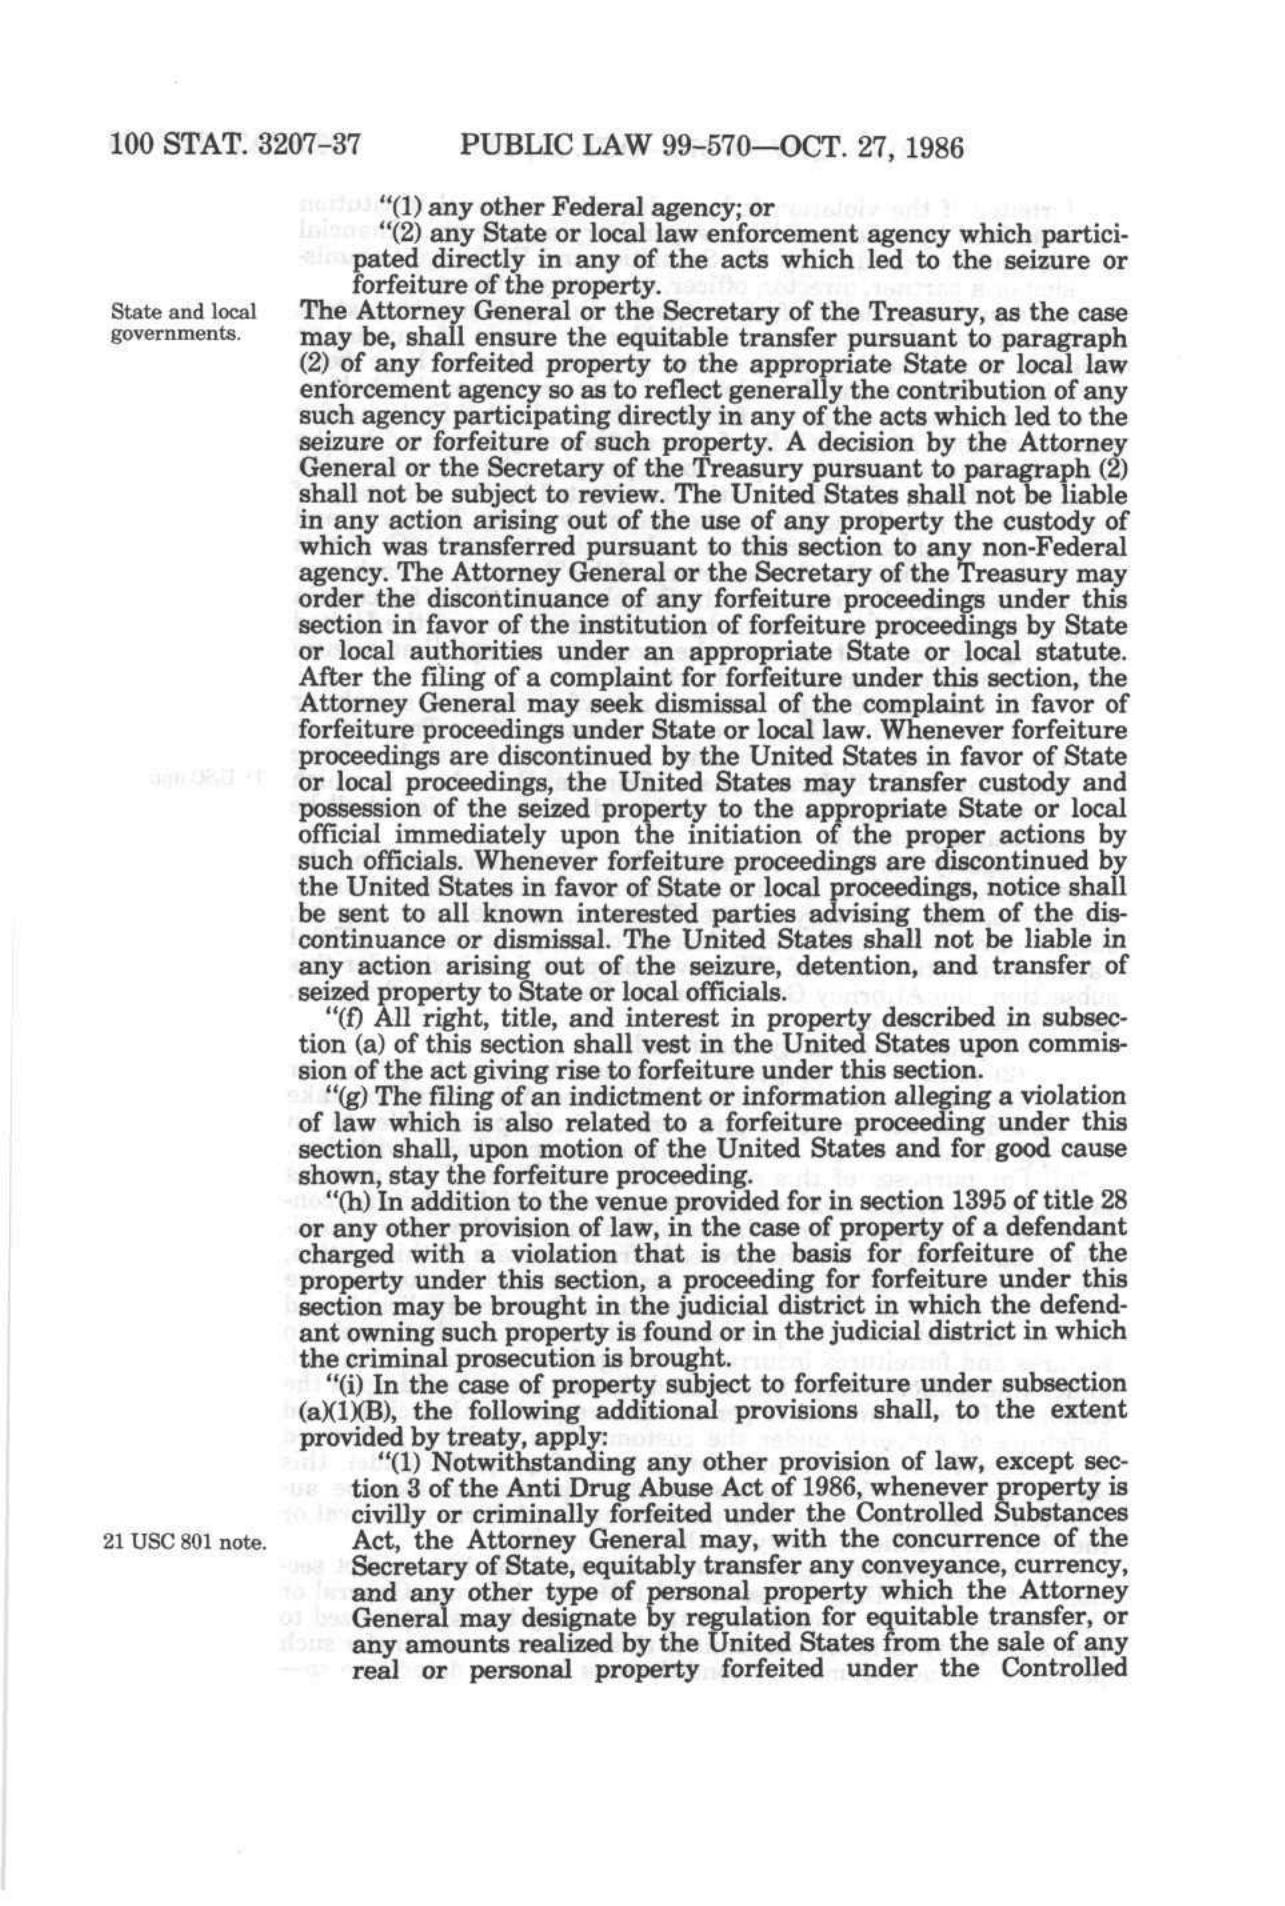 100 STAT. 3207-37 PUBLIC LAW 99-570—OCT. 27, 1986
"(1) any other Federal agency; or
"(2) any State or local law enforcement agency which partici-
pated directly in any of the acts which led to the seizure or
forfeiture of the property.
State and local
governments.
The Attorney General or the Secretary of the Treasury, as the case
may be, shall ensure the equitable transfer pursuant to paragraph
(2) of any forfeited property to the appropriate State or local law
enforcement agency so as to reflect generally the contribution of any
such agency participating directly in any of the acts which led to the
seizure or forfeiture of such property. A decision by the Attorney
General or the Secretary of the Treasury pursuant to paragraph (2)
shall not be subject to review. The United States shall not be liable
in any action arising out of the use of any property the custody of
which was transferred pursuant to this section to any non-Federal
agency. The Attorney General or the Secretary of the Treasury may
order the discontinuance of any forfeiture proceedings under this
section in favor of the institution of forfeiture proceedings by State
or local authorities under an appropriate State or local statute.
After the filing of a complaint for forfeiture under this section, the
Attorney General may seek dismissal of the complaint in favor of
forfeiture proceedings under State or local law. Whenever forfeiture
proceedings are discontinued by the United States in favor of State
or local proceedings, the United States may transfer custody and
possession of the seized property to the appropriate State or local
official immediately upon the initiation of the proper actions by
such officials. Whenever forfeiture proceedings are discontinued by
the United States in favor of State or local proceedings, notice shall
be sent to all known interested parties advising them of the dis-
continuance or dismissal. The United States shall not be liable in
any action arising out of the seizure, detention, and transfer of
seized property to State or local officials.
"(f) All right, title, and interest in property described in subsec-
tion (a) of this section shall vest in the United States upon commis-
sion of the act giving rise to forfeiture under this section.
"(g) The filing of an indictment or information alleging a violation
of law which is also related to a forfeiture proceeding under this
section shall, upon motion of the United States and for good cause
shown, stay the forfeiture proceeding.
"(h) In addition to the venue provided for in section 1395 of title 28
or any other provision of law, in the case of property of a defendant
charged with a violation that is the basis for forfeiture of the
property under this section, a proceeding for forfeiture under this
section may be brought in the judicial district in which the defend-
ant owning such property is found or in the judicial district in which
the criminal prosecution is brought.
"(i) In the case of property subject to forfeiture under subsection
(a)(1)(B), the following additional provisions shall, to the extent
provided by treaty, apply:
"(1) Notwithstanding any other provision of law, except sec-
tion 3 of the Anti Drug Abuse Act of 1986, whenever property is
civilly or criminally forfeited under the Controlled Substances
21 USC 801 note.
Act, the Attorney General may, with the concurrence of the
Secretary of State, equitably transfer any conveyance, currency,
and any other type of personal property which the Attorney
General may designate by regulation for equitable transfer, or
any amounts realized by the United States from the sale of any
real or personal property forfeited under the Controlled